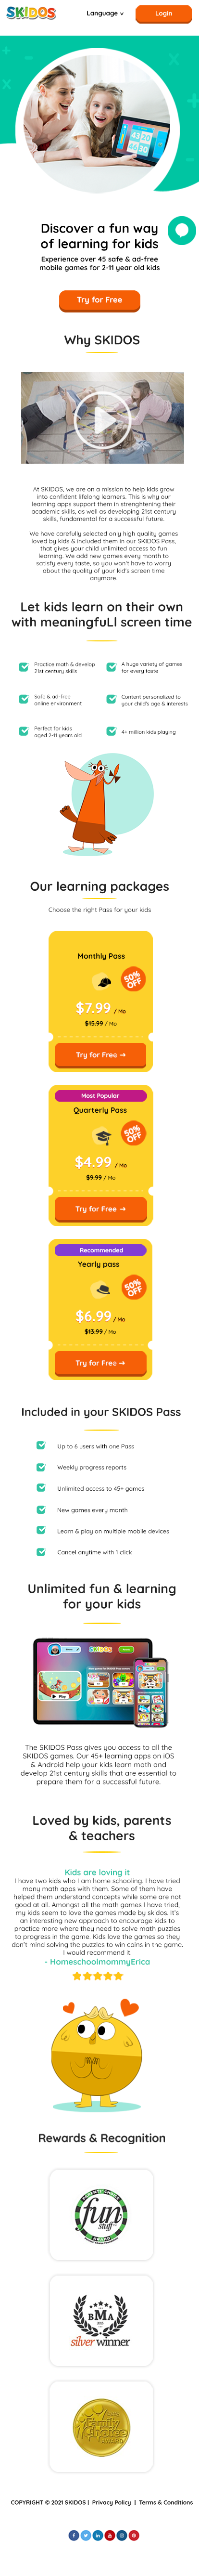 SKIDOS
Language
Login
Discover a fun way
of learning for kids
Experience over 45 safe & ad-free
mobile games for 2-11 year old kids
Try for Free
Why SKIDOS
At SKIDOS, we are on a mission to help kids grow
into confident lifelong learners. This is why our
learning apps support them in strengthening their
academic skills, as well as developing 21st century
skills, fundamental for a successful future.
We have carefully selected only high quality games
loved by kids & included them in our SKIDOS Pass,
that gives your child unlimited access to fun
learning. We add new games every month to
satisfy every taste, so you won't have to worry
about the quality of your kid's screen time
anymore.
Let kids learn on their own
with meaningfuLl screen time
Practice math & develop
21st century skills
A huge variety of games
for every taste
Safe & ad-free
online environment
Content personalized to
your child's age & interests
Perfect for kids
aged 2-11 years old
4+ million kids playing
Our learning packages
Choose the right Pass for your kids
Monthly Pass
50%
OFF
$7.99 / Mo
$15.99 / Mo
Try for Free →
Most Popular
Quarterly Pass
50%
OFF
$4.99 / Mo
$9.99 / Mo
Try for Free →
Recommended
Yearly pass
50%
OFF
$6.99 / Mo
$13.99 / Mo
Try for Free →
Included in your SKIDOS Pass
Up to 6 users with one Pass
Weekly progress reports
Unlimited access to 45+ games
New games every month
Learn & play on multiple mobile devices
Cancel anytime with 1 click
Unlimited fun & learning
for your kids
SKIDOS
Play
The SKIDOS Pass gives you access to all the
SKIDOS games. Our 45+ learning apps on iOS
& Android help your kids learn math and
develop 21st century skills that are essential to
prepare them for a successful future.
Loved by kids, parents
& teachers
Kids are loving it
I have two kids who I am home schooling. I have tried
many math apps with them. Some of them have
helped them understand concepts while some are not
good at all. Amongst all the math games I have tried,
my kids seem to love the games made by skidos. It's
an interesting new approach to encourage kids to
practice more where they need to solve math puzzles
to progress in the game. Kids love the games so they
don't mind solving the puzzles to win coins in the game.
I would recommend it.
- HomeschoolmommyErica
Rewards & Recognition
fun
stuff
BMA
silver winner
Family
Choice
AWARD
COPYRIGHT © 2021 SKIDOS | Privacy Policy | Terms & Conditions